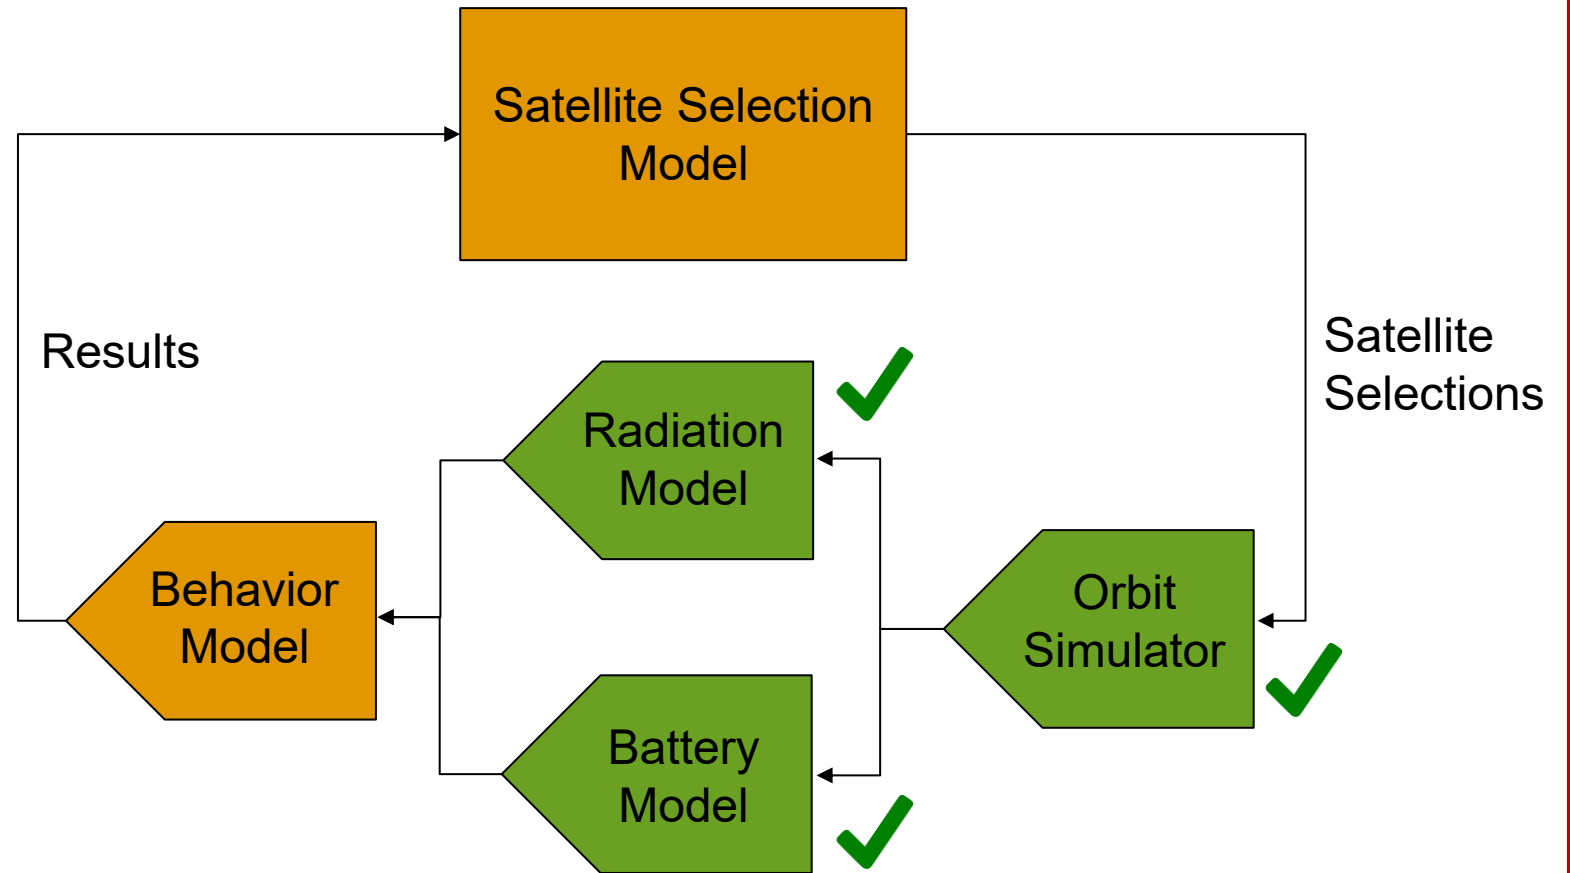 Satellite Selection
Model
Results
Satellite
Selections
Radiation
Model
Behavior
Model
Orbit
Simulator
Battery
Model